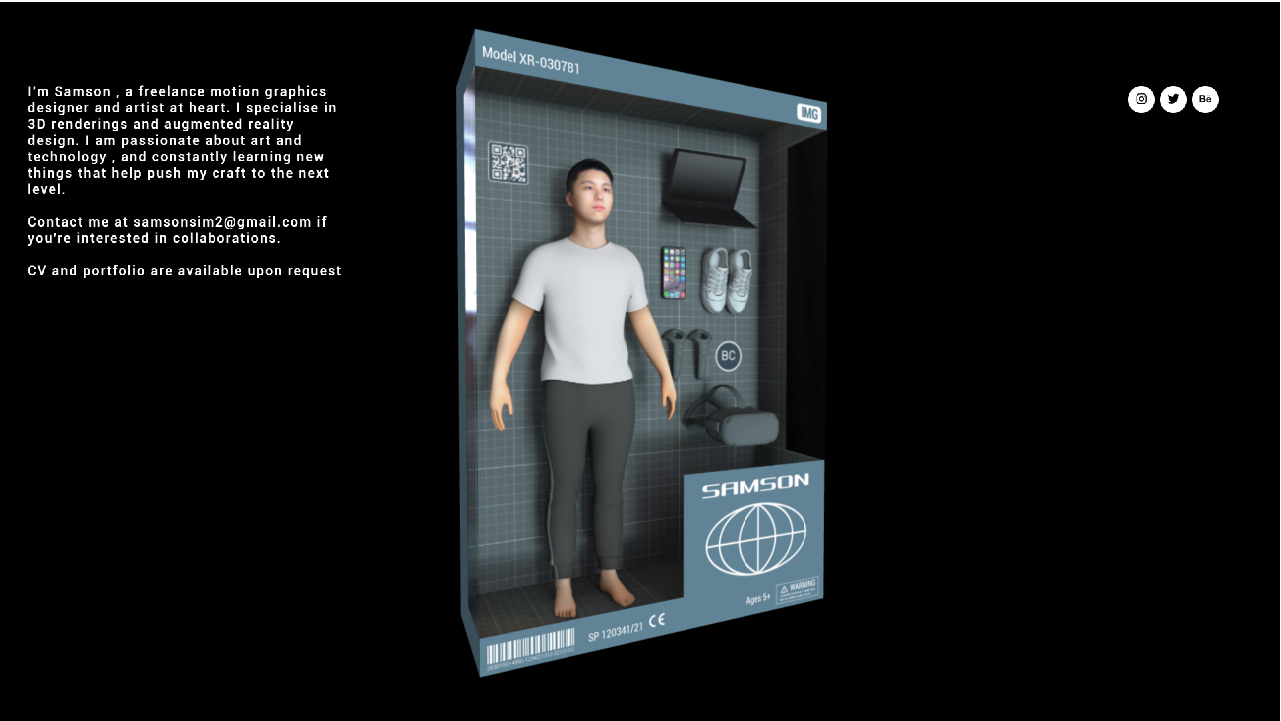 I'm Samson , a freelance motion graphics
designer and artist at heart. I specialise in
3D renderings and augmented reality
design. I am passionate about art and
technology , and constantly learning new
things that help push my craft to the next
level.
Contact me at samsonsim2@gmail.com if
you're interested in collaborations.
CV and portfolio are available upon request
Model XR-030781
IMG
BC
SAMSON
Ages 5+
WARNING
SP 120341/21 CE
Bē